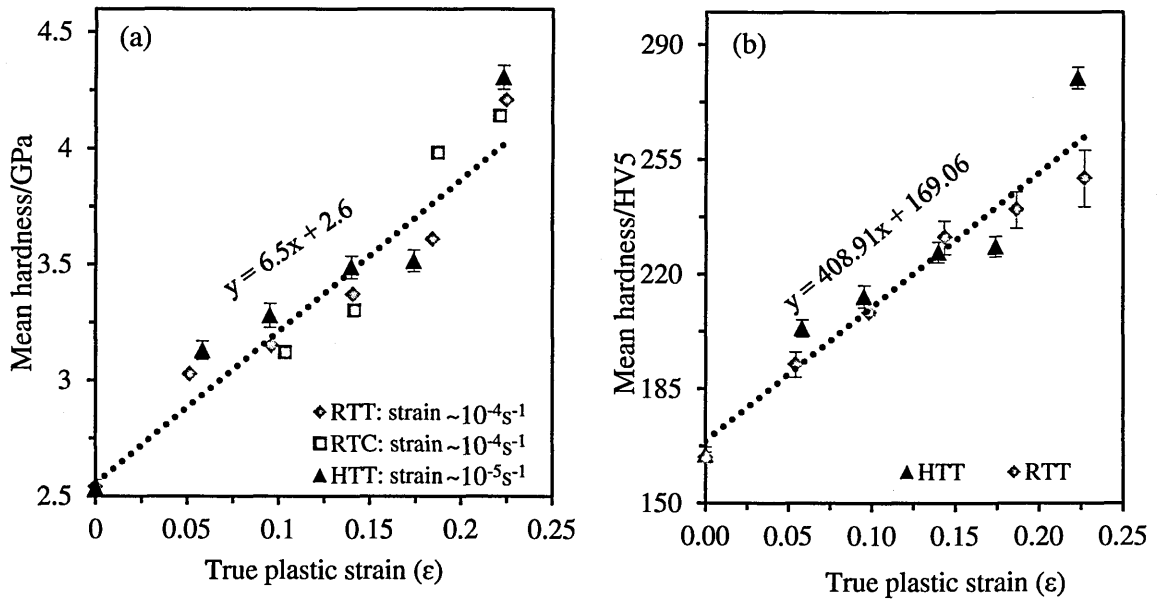 (a)
4.5
4
3.5
3
2.5
Mean hardness/GPa
y = 6.5x + 2.6
RTT: strain ~10⁻⁴s⁻¹
RTC: strain ~10⁻⁴s⁻¹
HTT: strain ~10⁻⁵s⁻¹
0 0.05 0.10 0.15 0.2 0.25
True plastic strain (ε)
(b)
290
255
220
185
150
Mean hardness/HV5
y = 408.91x + 169.06
HTT RTT
0.00 0.05 0.10 0.15 0.20 0.25
True plastic strain (ε)